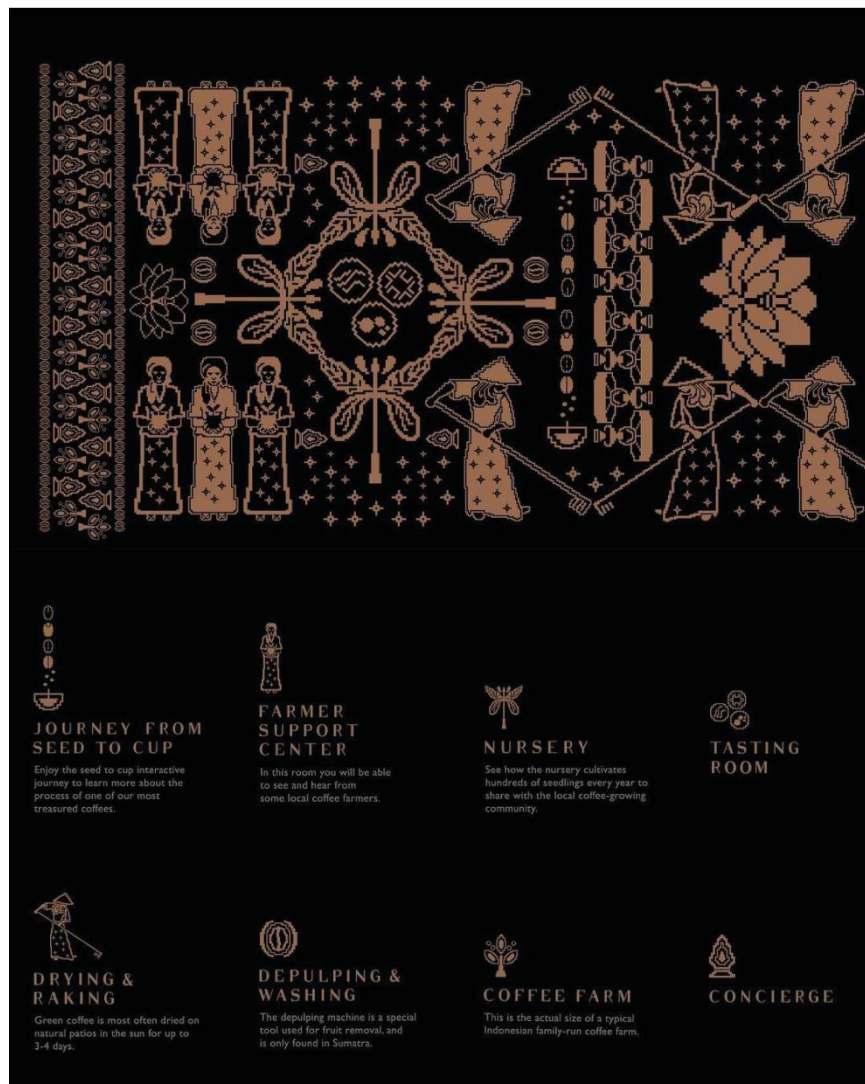 JOURNEY FROM
SEED TO CUP
Enjoy the seed to cup interactive
journey to learn more about the
process of one of our most
treasured coffees.
FARMER
SUPPORT
CENTER
In this room you will be able
to see and hear from
some local coffee farmers.
NURSERY
See how the nursery cultivates
hundreds of seedlings every year to
share with the local coffee-growing
community.
TASTING
ROOM
DRYING &
RAKING
Green coffee is most often dried on
natural patios in the sun for up to
3-4 days.
DEPULPING &
WASHING
The depulping machine is a special
tool used for fruit removal, and
is only found in Sumatra.
COFFEE FARM
This is the actual size of a typical
Indonesian family-run coffee farm.
CONCIERGE